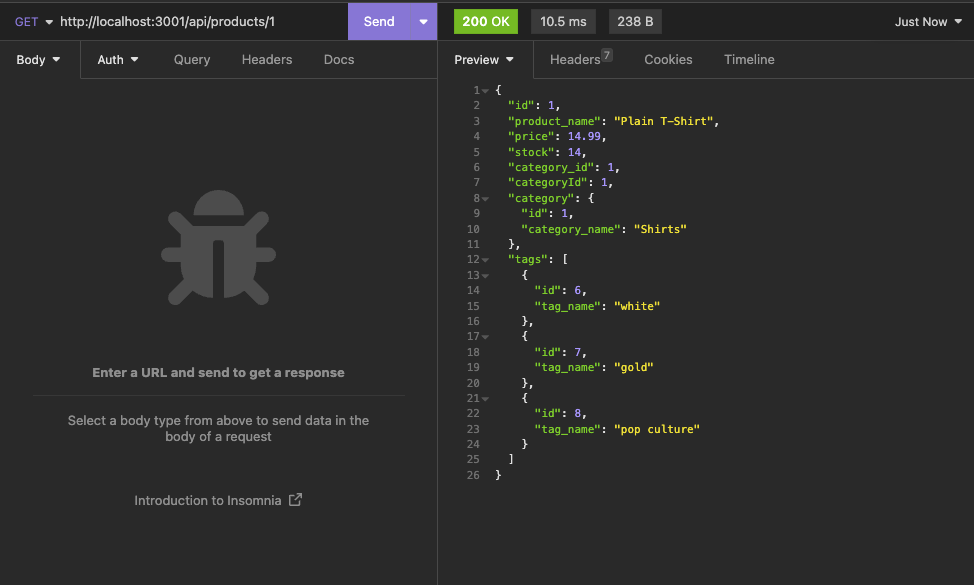 GET http://localhost:3001/api/products/1 Send 200 OK 10.5 ms 238 B Just Now
Body Auth Query Headers Docs
Preview Headers 7 Cookies Timeline
Enter a URL and send to get a response
Select a body type from above to send data in the
body of a request
Introduction to Insomnia
1 {
2 "id": 1,
3 "product_name": "Plain T-Shirt",
4 "price": 14.99,
5 "stock": 14,
6 "category_id": 1,
7 "categoryId": 1,
8 "category": {
9 "id": 1,
10 "category_name": "Shirts"
11 },
12 "tags": [
13 {
14 "id": 6,
15 "tag_name": "white"
16 },
17 {
18 "id": 7,
19 "tag_name": "gold"
20 },
21 {
22 "id": 8,
23 "tag_name": "pop culture"
24 }
25 ]
26 }